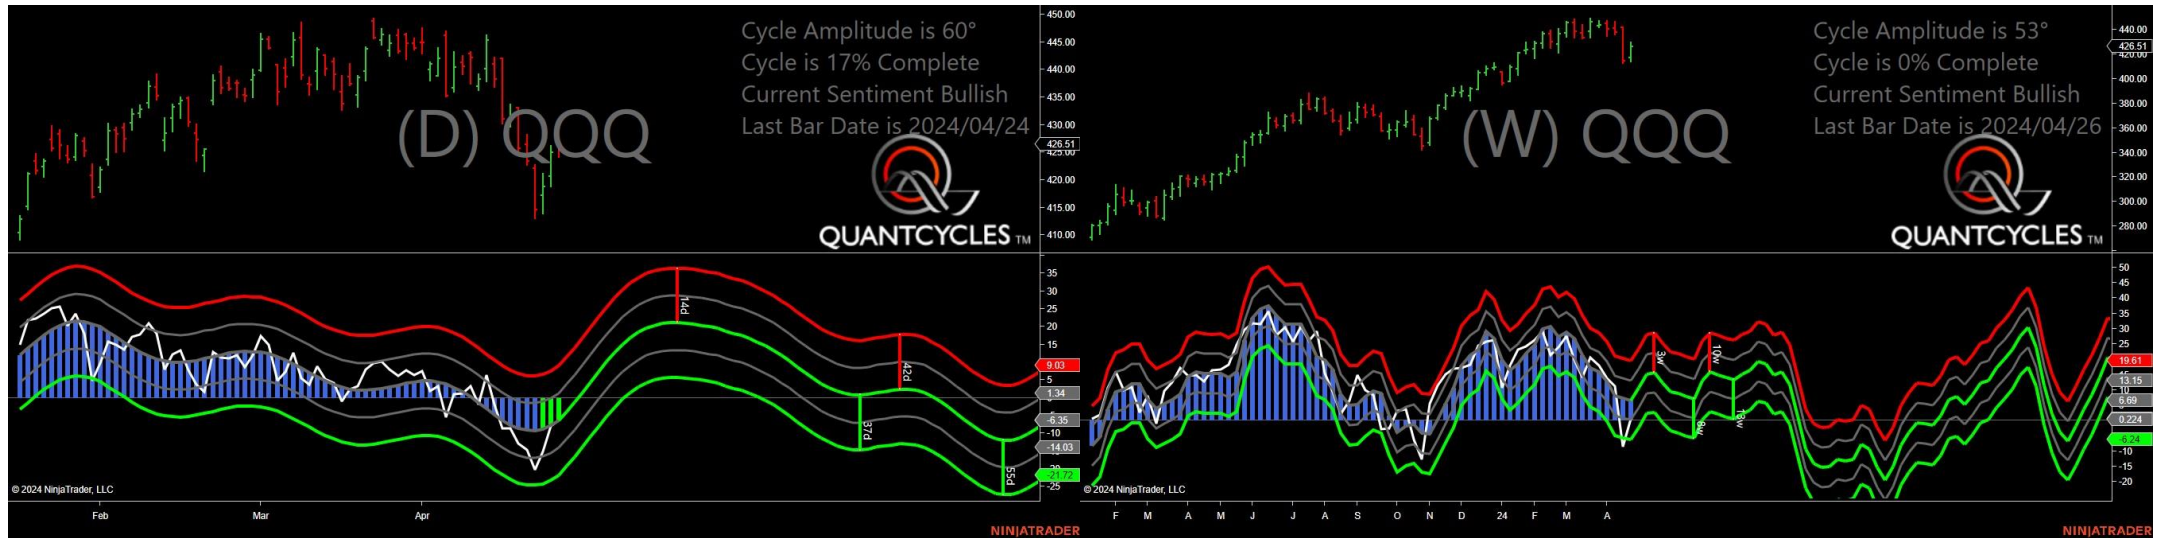 Cycle Amplitude is 60°
Cycle is 17% Complete
Current Sentiment Bullish
Last Bar Date is 2024/04/24
(D) QQQ
QUANTCYCLES TM
450.00
445.00
440.00
435.00
430.00
426.51
425.00
420.00
415.00
410.00
35
30
25
20
15
9.03
5
1.34
-6.35
-10
-14.03
-21.72
-25
14d
37d
42d
55d
© 2024 NinjaTrader, LLC
Feb Mar Apr
NINJATRADER
Cycle Amplitude is 53°
Cycle is 0% Complete
Current Sentiment Bullish
Last Bar Date is 2024/04/26
(W) QQQ
QUANTCYCLES TM
440.00
426.51
420.00
400.00
380.00
360.00
340.00
320.00
300.00
280.00
50
45
40
35
30
25
19.61
13.15
10
6.69
0.224
-6.24
-10
-15
-20
3w
8w
10w
13w
© 2024 NinjaTrader, LLC
F M A M J J A S O N D 24 F M A
NINJATRADER